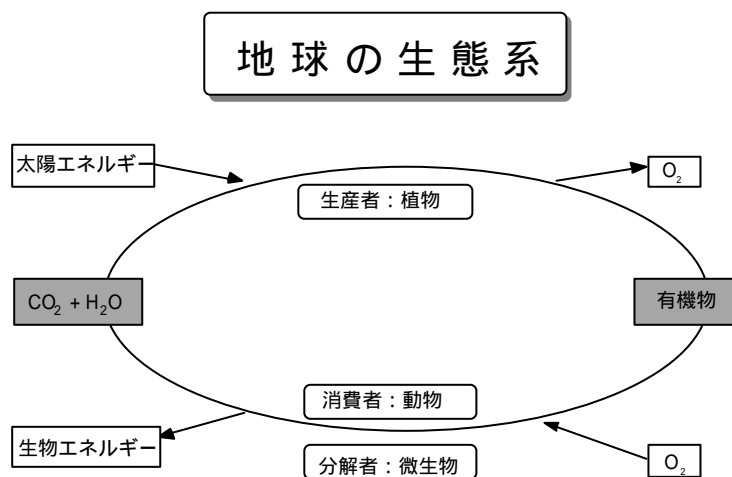 地球の生態系
太陽エネルギー
O₂
生産者：植物
CO₂ + H₂O
有機物
消費者：動物
生物エネルギー
分解者：微生物
O₂